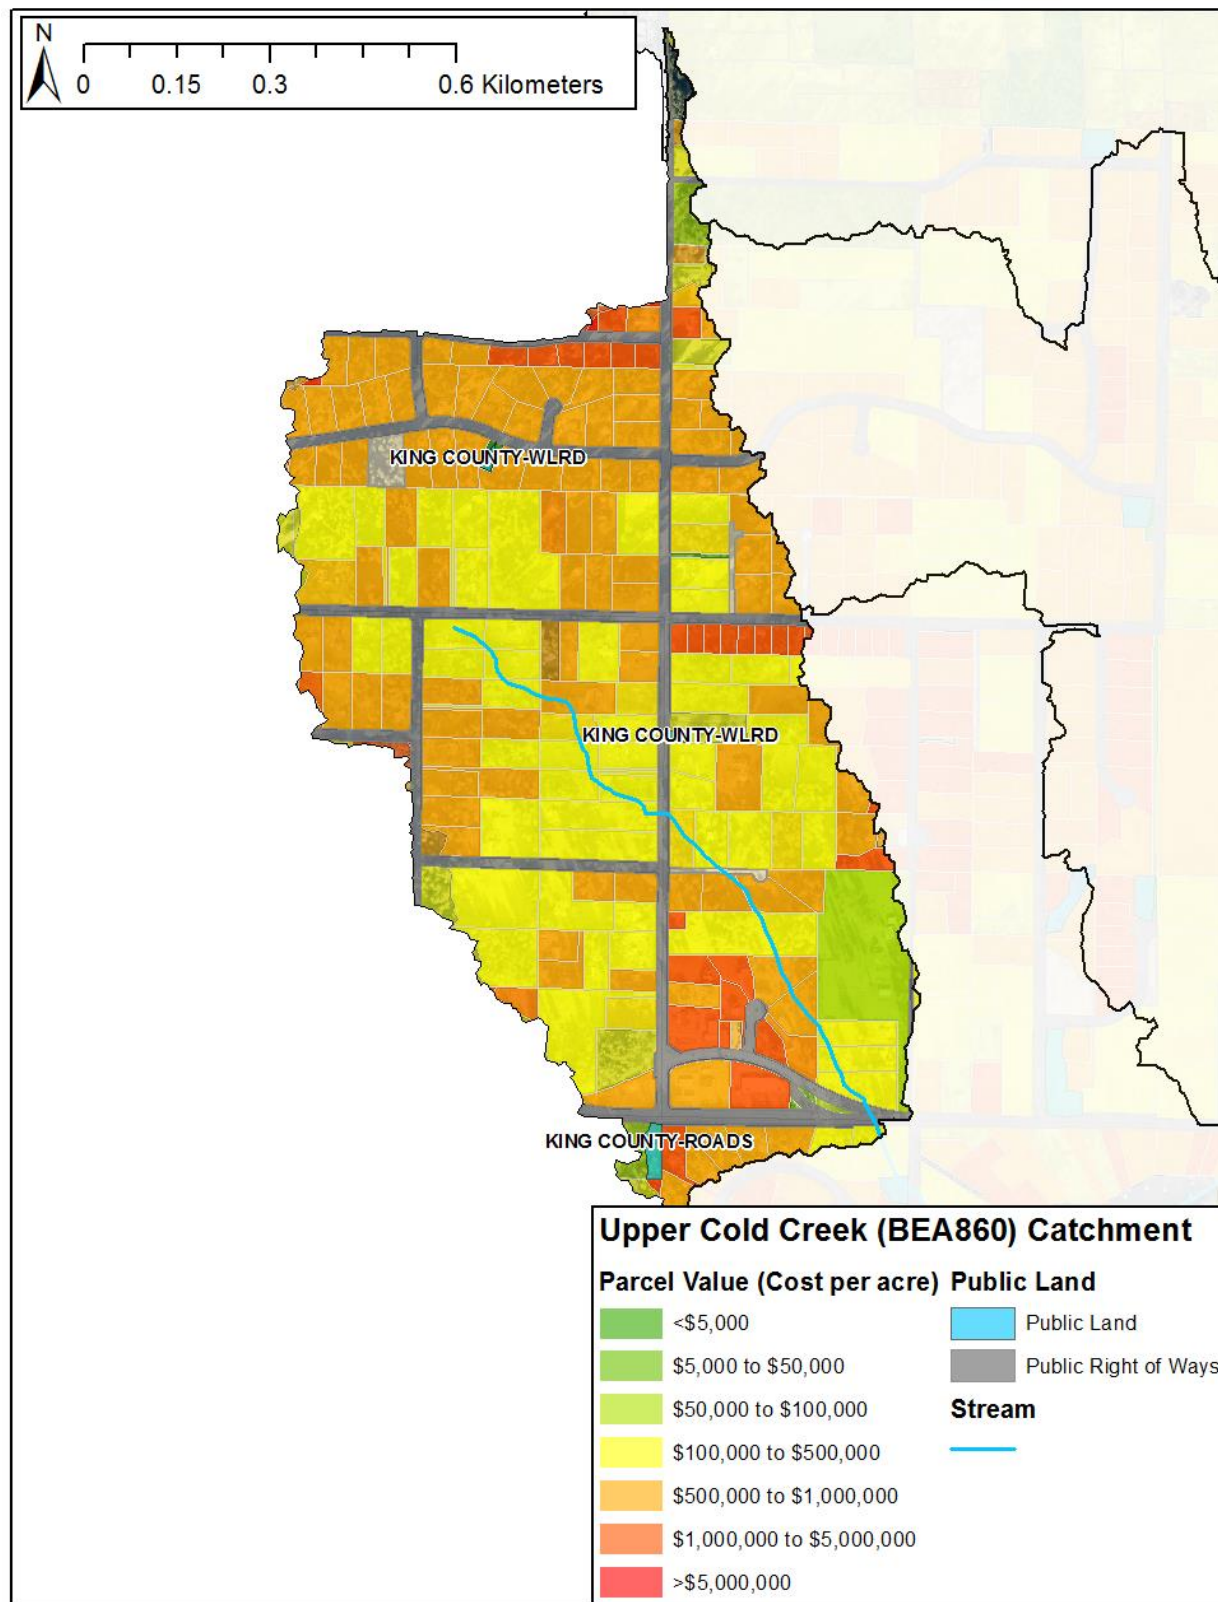 N
0 0.15 0.3 0.6 Kilometers
KING COUNTY-WLRD
KING COUNTY-WLRD
KING COUNTY-ROADS
Upper Cold Creek (BEA860) Catchment
Parcel Value (Cost per acre) Public Land
<$5,000 Public Land
$5,000 to $50,000 Public Right of Ways
$50,000 to $100,000 Stream
$100,000 to $500,000
$500,000 to $1,000,000
$1,000,000 to $5,000,000
>$5,000,000